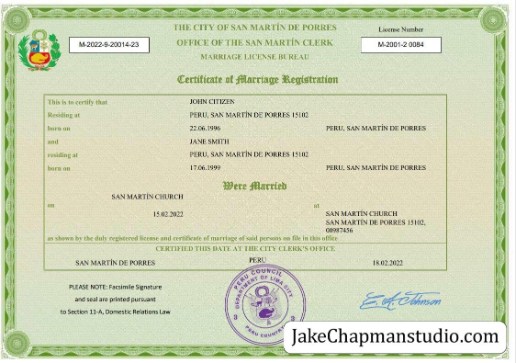 THE CITY OF SAN MARTÍN DE PORRES
License Number
M-2022-9-20014-23
OFFICE OF THE SAN MARTÍN CLERK
M-2001-2 0084
MARRIAGE LICENSE BUREAU
Certificate of Marriage Registration
This is to certify that JOHN CITIZEN
Residing at PERU, SAN MARTÍN DE PORRES 15102
born on 22.06.1996 PERU, SAN MARTÍN DE PORRES
and JANE SMITH
residing at PERU, SAN MARTÍN DE PORRES 15102
born on 17.06.1999 PERU, SAN MARTÍN DE PORRES
Were Married
SAN MARTÍN CHURCH
on at
15.02.2022 SAN MARTÍN CHURCH
SAN MARTÍN DE PORRES 15102,
00987456
as shown by the duly registered license and certificate of marriage of said persons on file in this office
CERTIFIED THIS DATE AT THE CITY CLERK'S OFFICE
SAN MARTÍN DE PORRES PERU 18.02.2022
PLEASE NOTE: Facsimile Signature
and seal are printed pursuant
to Section 11-A, Domestic Relations Law
PERU COUNCIL
DEPARTMENT OF LIMA CITY
PERU COUNTRY
JakeChapmanstudio.com